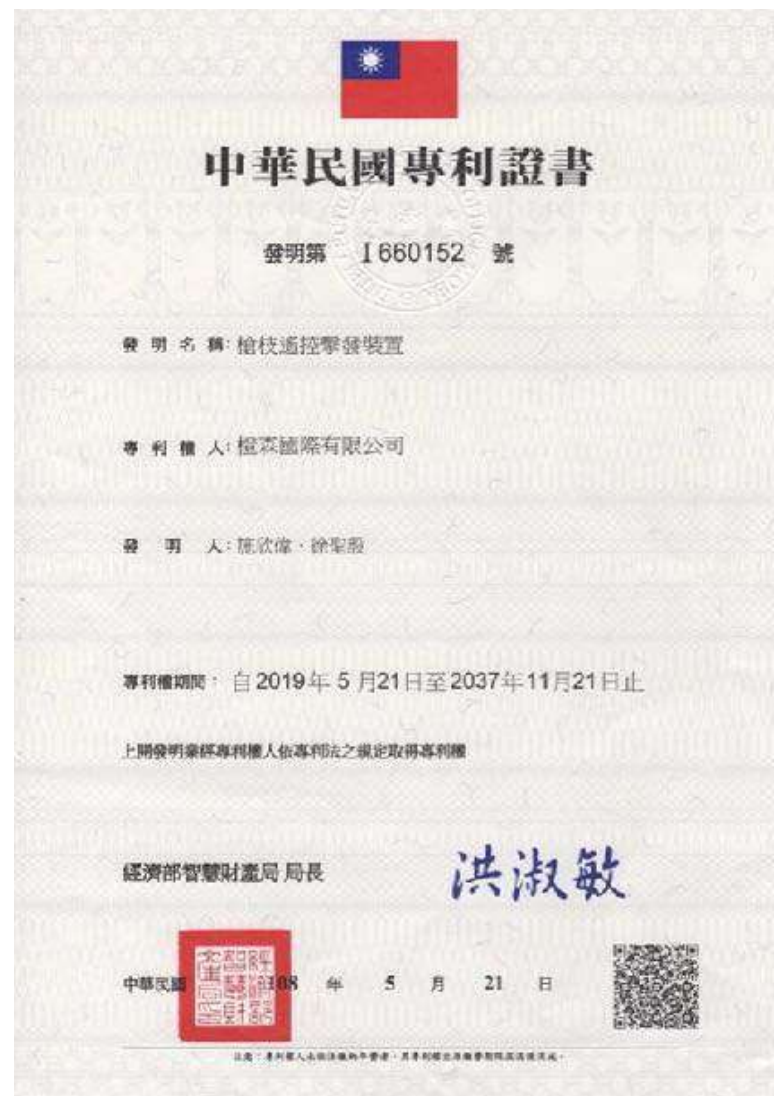 中華民國專利證書
發明第 I660152 號
發明名稱:槍枝遙控擊發裝置
專利權人:檀森國際有限公司
發明人:施欣偉、徐聖殷
專利權期間: 自2019年5月21日至2037年11月21日止
上開發明業經專利權人依專利法之規定取得專利權
經濟部智慧財產局 局長
洪淑敏
中華民國 108 年 5 月 21 日